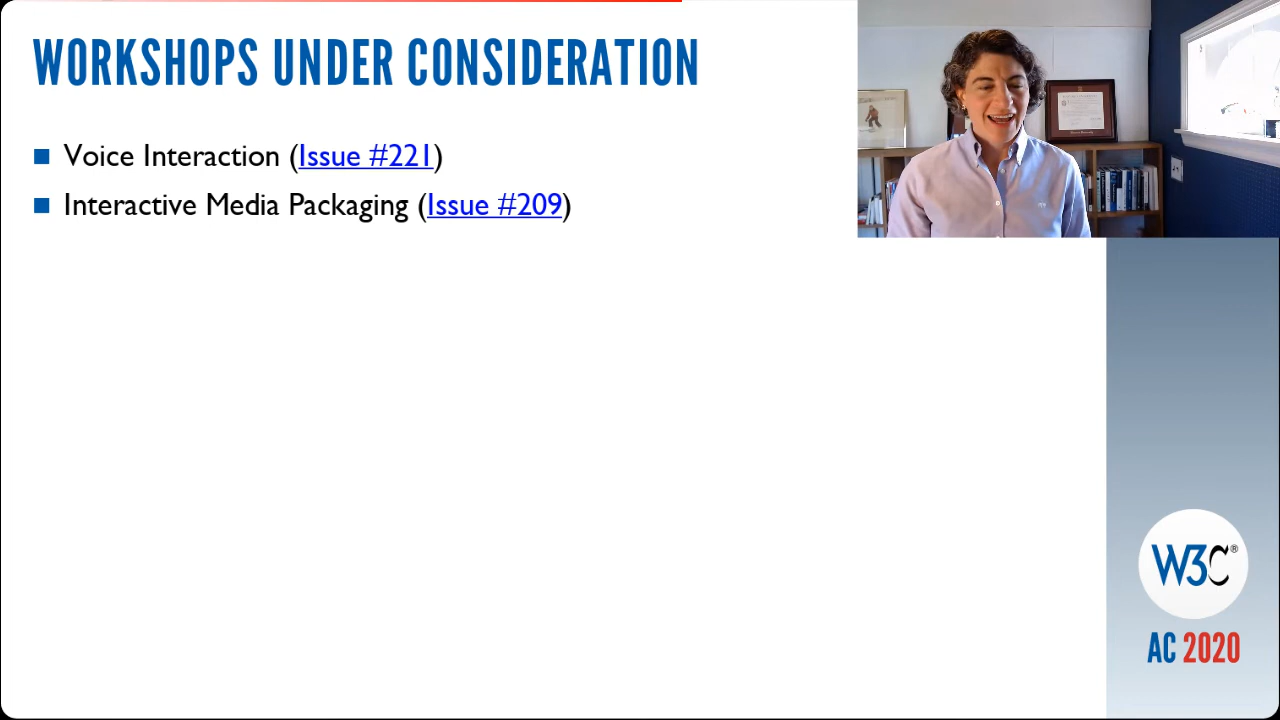 WORKSHOPS UNDER CONSIDERATION
Voice Interaction (Issue #221)
Interactive Media Packaging (Issue #209)
W3C®
AC 2020